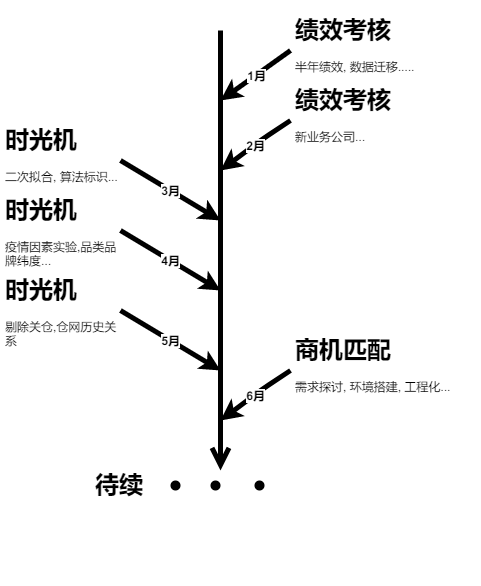 绩效考核
半年绩效, 数据迁移.....
1月
绩效考核
新业务公司...
2月
时光机
二次拟合, 算法标识...
3月
时光机
疫情因素实验,品类品
牌纬度...
4月
时光机
剔除关仓,仓网历史关
系
5月
商机匹配
需求探讨, 环境搭建, 工程化...
6月
待续